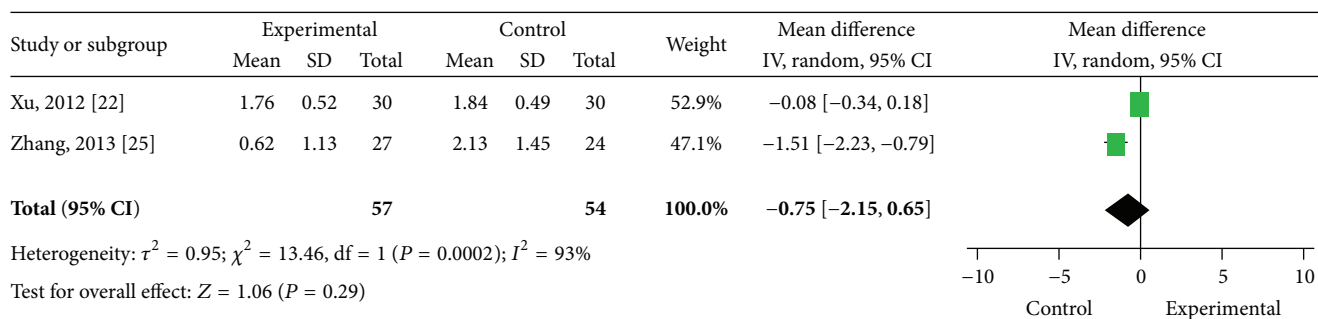 Study or subgroup Experimental Control Weight Mean difference Mean difference
Mean SD Total Mean SD Total IV, random, 95% CI IV, random, 95% CI
Xu, 2012 [22] 1.76 0.52 30 1.84 0.49 30 52.9% −0.08 [−0.34, 0.18]
Zhang, 2013 [25] 0.62 1.13 27 2.13 1.45 24 47.1% −1.51 [−2.23, −0.79]
Total (95% CI) 57 54 100.0% −0.75 [−2.15, 0.65]
Heterogeneity: τ² = 0.95; χ² = 13.46, df = 1 (P = 0.0002); I² = 93%
Test for overall effect: Z = 1.06 (P = 0.29)
−10 −5 0 5 10
Control Experimental